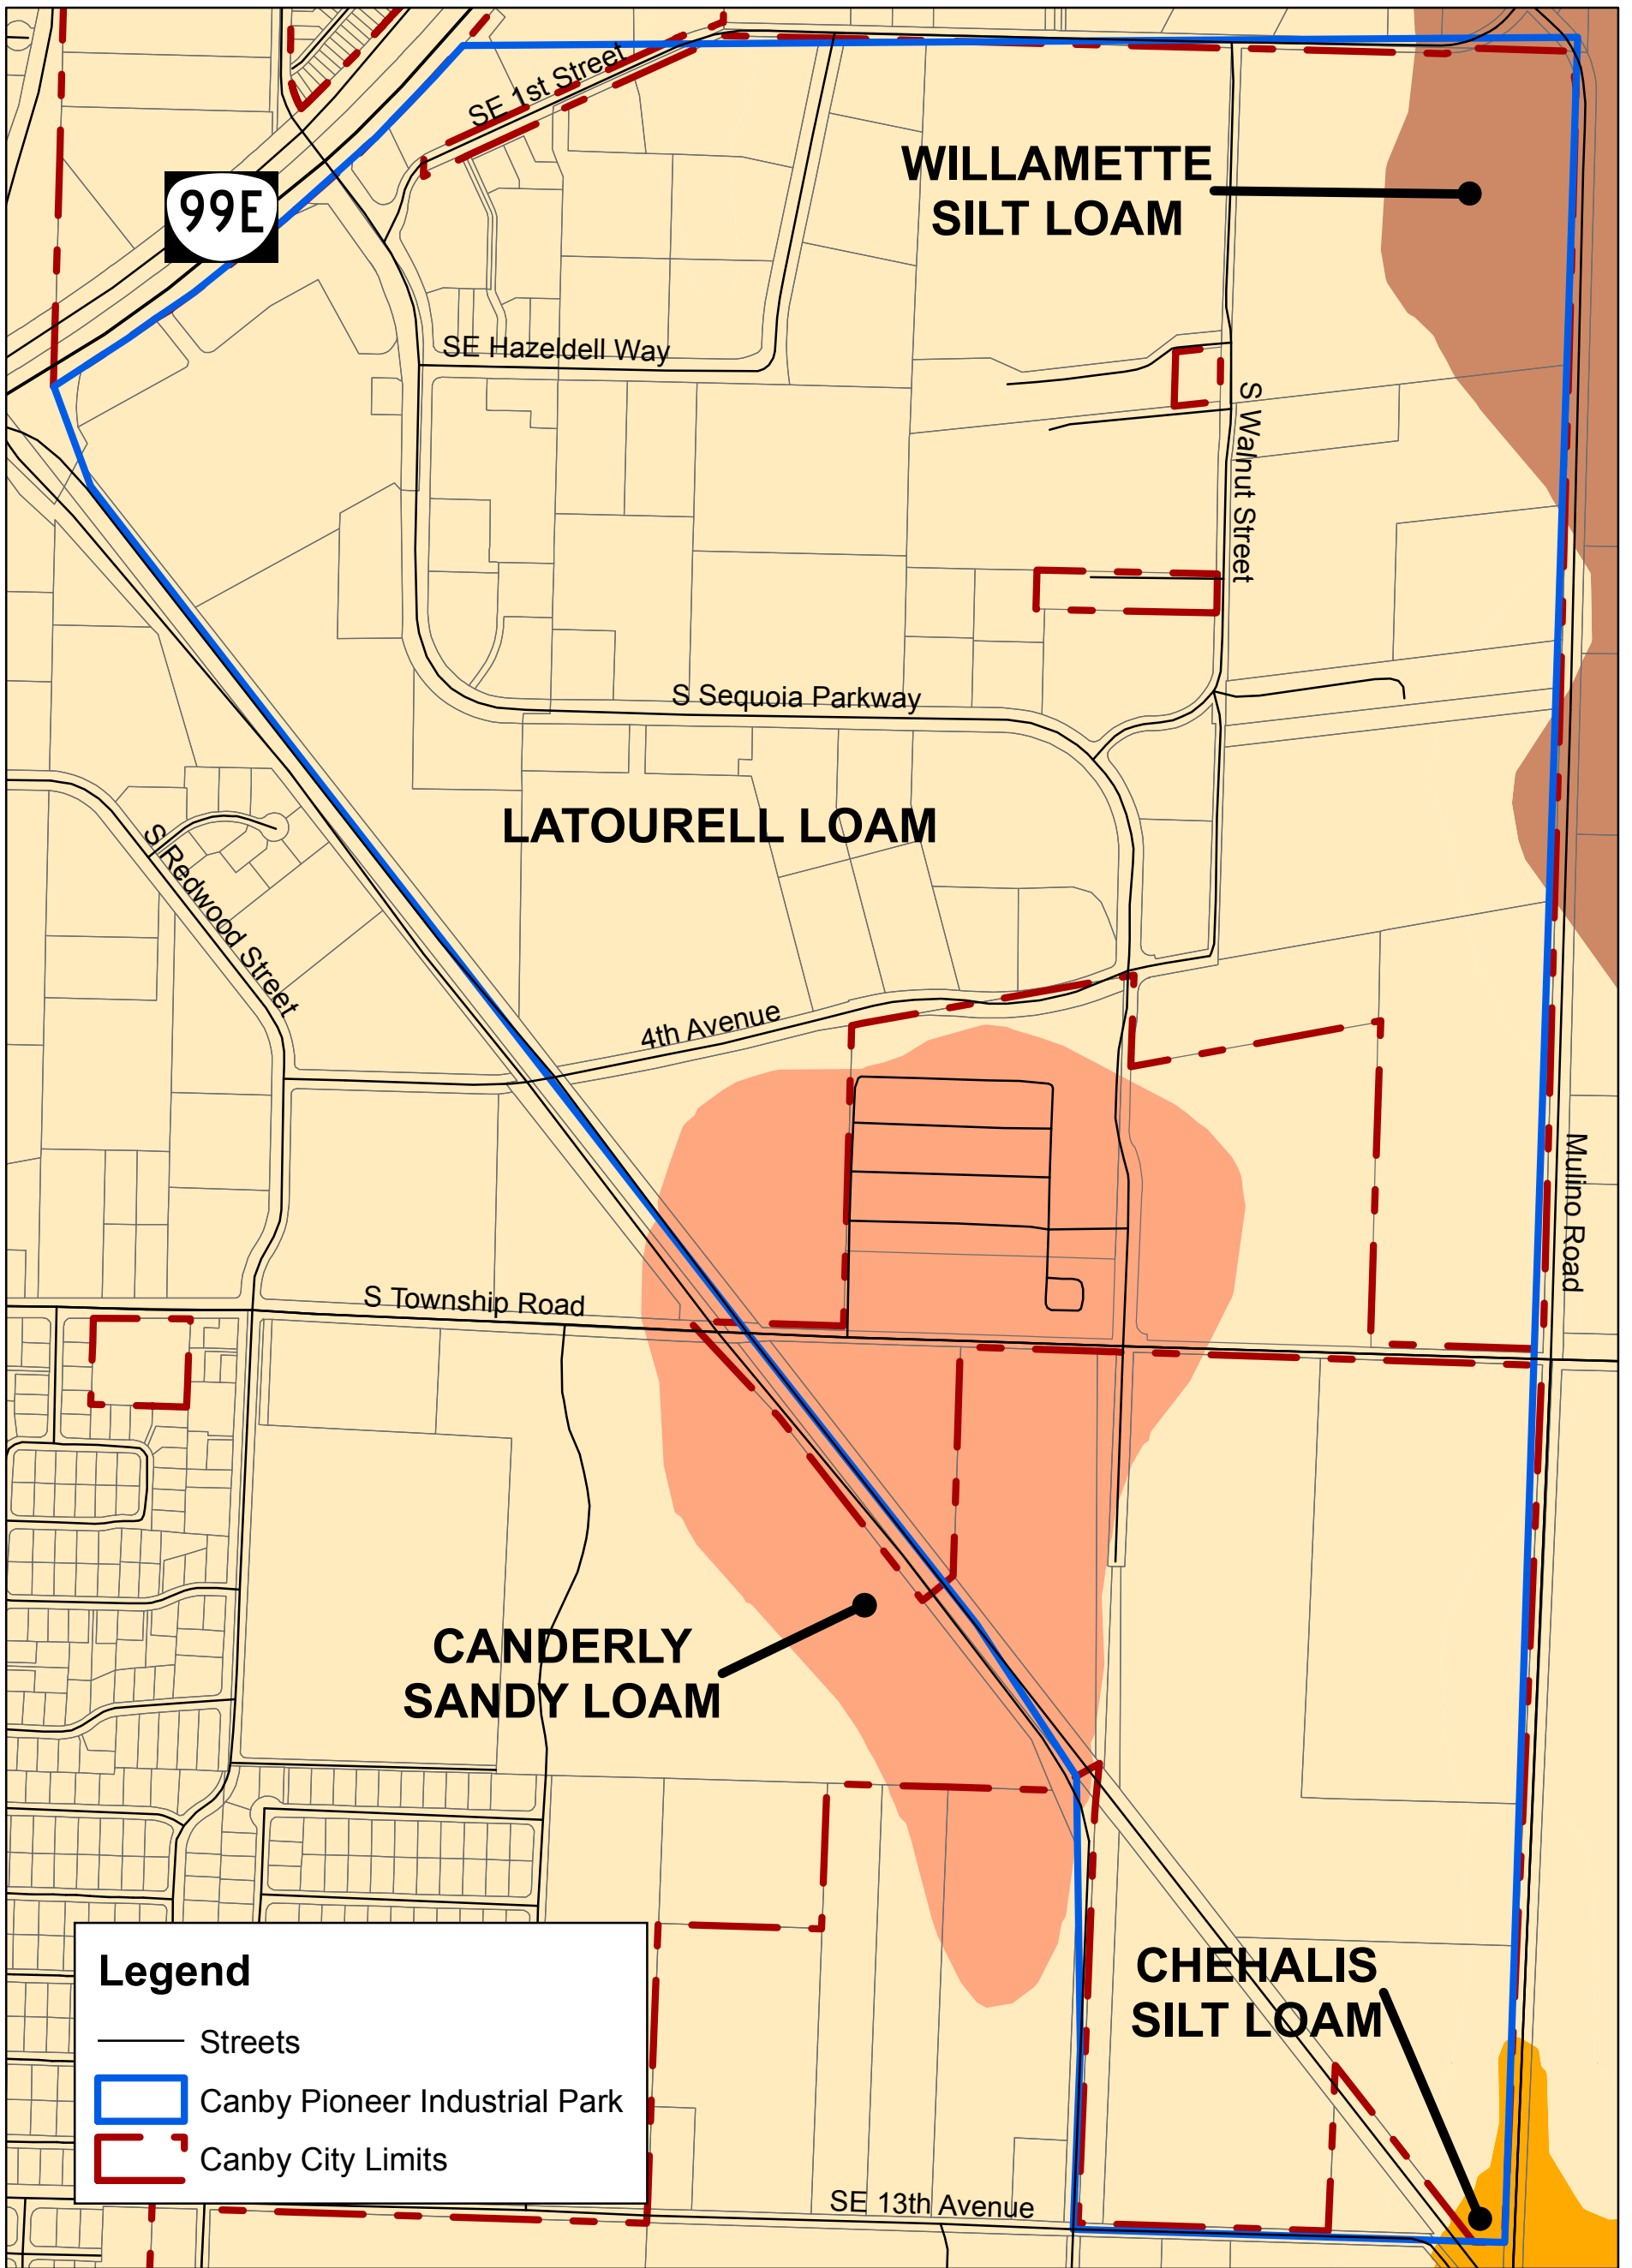 SE 1st Street
WILLAMETTE
SILT LOAM
99E
SE Hazeldell Way
S Walnut Street
S Sequoia Parkway
LATOURELL LOAM
S Redwood Street
4th Avenue
Mulino Road
S Township Road
CANDERLY
SANDY LOAM
CHEHALIS
SILT LOAM
Legend
Streets
Canby Pioneer Industrial Park
Canby City Limits
SE 13th Avenue